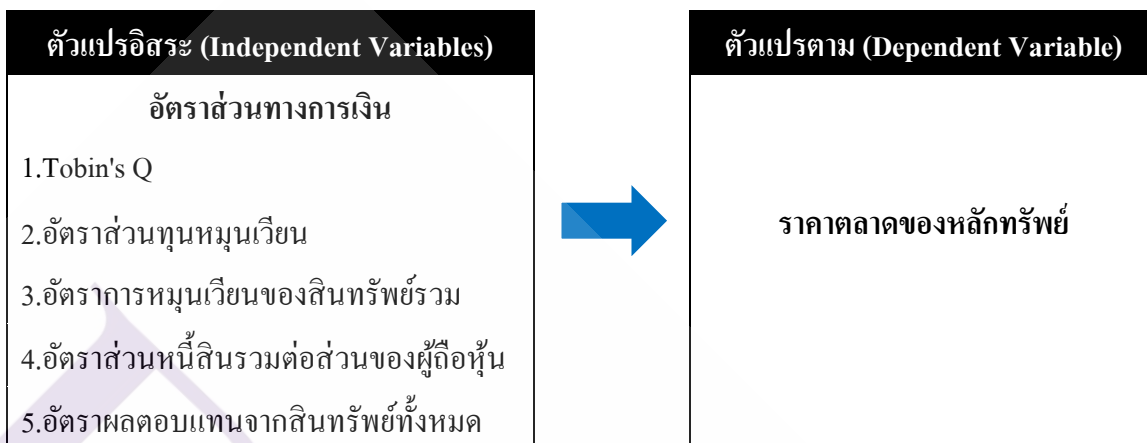 ตัวแปรอิสระ (Independent Variables)
อัตราส่วนทางการเงิน
1.Tobin's Q
2.อัตราส่วนทุนหมุนเวียน
3.อัตราการหมุนเวียนของสินทรัพย์รวม
4.อัตราส่วนหนี้สินรวมต่อส่วนของผู้ถือหุ้น
5.อัตราผลตอบแทนจากสินทรัพย์ทั้งหมด
ตัวแปรตาม (Dependent Variable)
ราคาตลาดของหลักทรัพย์